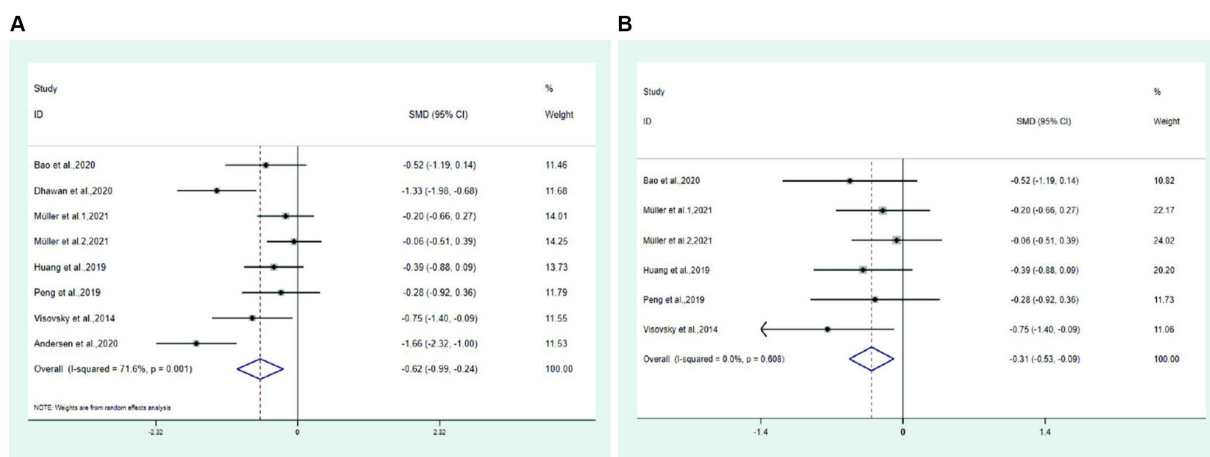 A
Study %
ID SMD (95% CI) Weight
Bao et al.,2020 -0.52 (-1.19, 0.14) 11.46
Dhawan et al.,2020 -1.33 (-1.98, -0.68) 11.68
Müller et al.1,2021 -0.20 (-0.66, 0.27) 14.01
Müller et al.2,2021 -0.06 (-0.51, 0.39) 14.25
Huang et al.,2019 -0.39 (-0.88, 0.09) 13.73
Peng et al.,2019 -0.28 (-0.92, 0.36) 11.79
Visovsky et al.,2014 -0.75 (-1.40, -0.09) 11.55
Andersen et al.,2020 -1.66 (-2.32, -1.00) 11.53
Overall (I-squared = 71.6%, p = 0.001) -0.62 (-0.99, -0.24) 100.00
NOTE: Weights are from random effects analysis
-2.32 0 2.32
B
Study %
ID SMD (95% CI) Weight
Bao et al.,2020 -0.52 (-1.19, 0.14) 10.82
Müller et al.1,2021 -0.20 (-0.66, 0.27) 22.17
Müller et al.2,2021 -0.06 (-0.51, 0.39) 24.02
Huang et al.,2019 -0.39 (-0.88, 0.09) 20.20
Peng et al.,2019 -0.28 (-0.92, 0.36) 11.73
Visovsky et al.,2014 -0.75 (-1.40, -0.09) 11.06
Overall (I-squared = 0.0%, p = 0.608) -0.31 (-0.53, -0.09) 100.00
-1.4 0 1.4